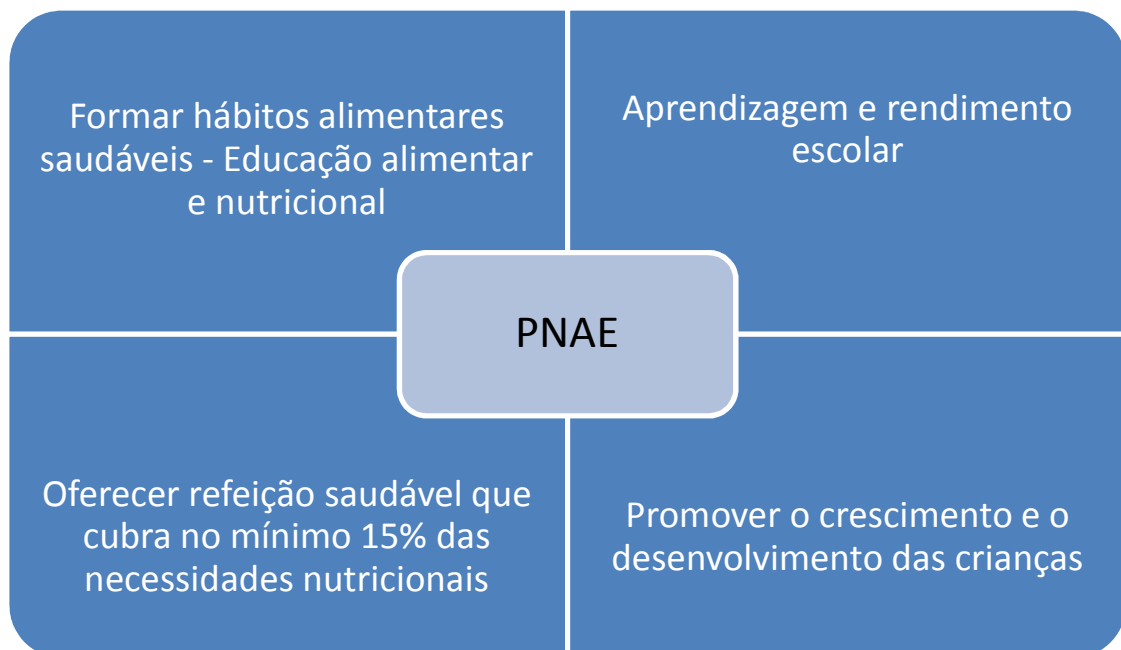 Formar hábitos alimentares
saudáveis - Educação alimentar
e nutricional
Aprendizagem e rendimento
escolar
PNAE
Oferecer refeição saudável que
cubra no mínimo 15% das
necessidades nutricionais
Promover o crescimento e o
desenvolvimento das crianças